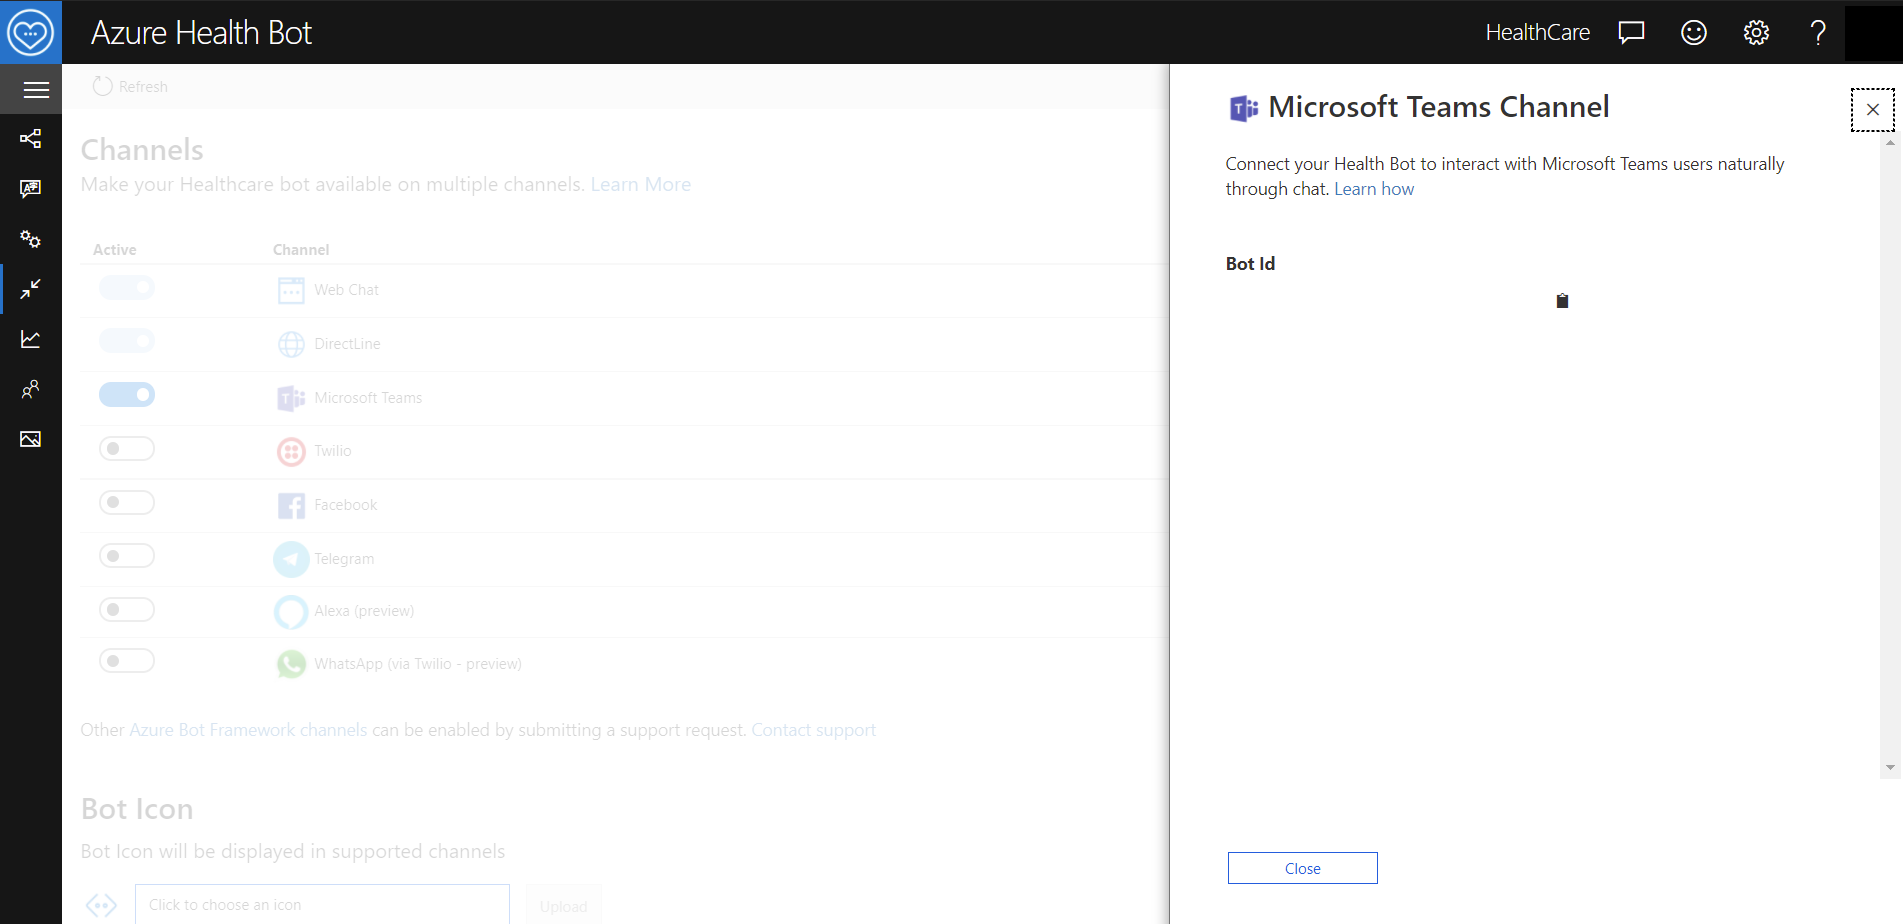 Azure Health Bot
HealthCare
Refresh
Channels
Make your Healthcare bot available on multiple channels. Learn More
Active Channel
Web Chat
DirectLine
Microsoft Teams
Twilio
Facebook
Telegram
Alexa (preview)
WhatsApp (via Twilio - preview)
Other Azure Bot Framework channels can be enabled by submitting a support request. Contact support
Bot Icon
Bot Icon will be displayed in supported channels
Click to choose an icon
Upload
Microsoft Teams Channel
Connect your Health Bot to interact with Microsoft Teams users naturally
through chat. Learn how
Bot Id
Close